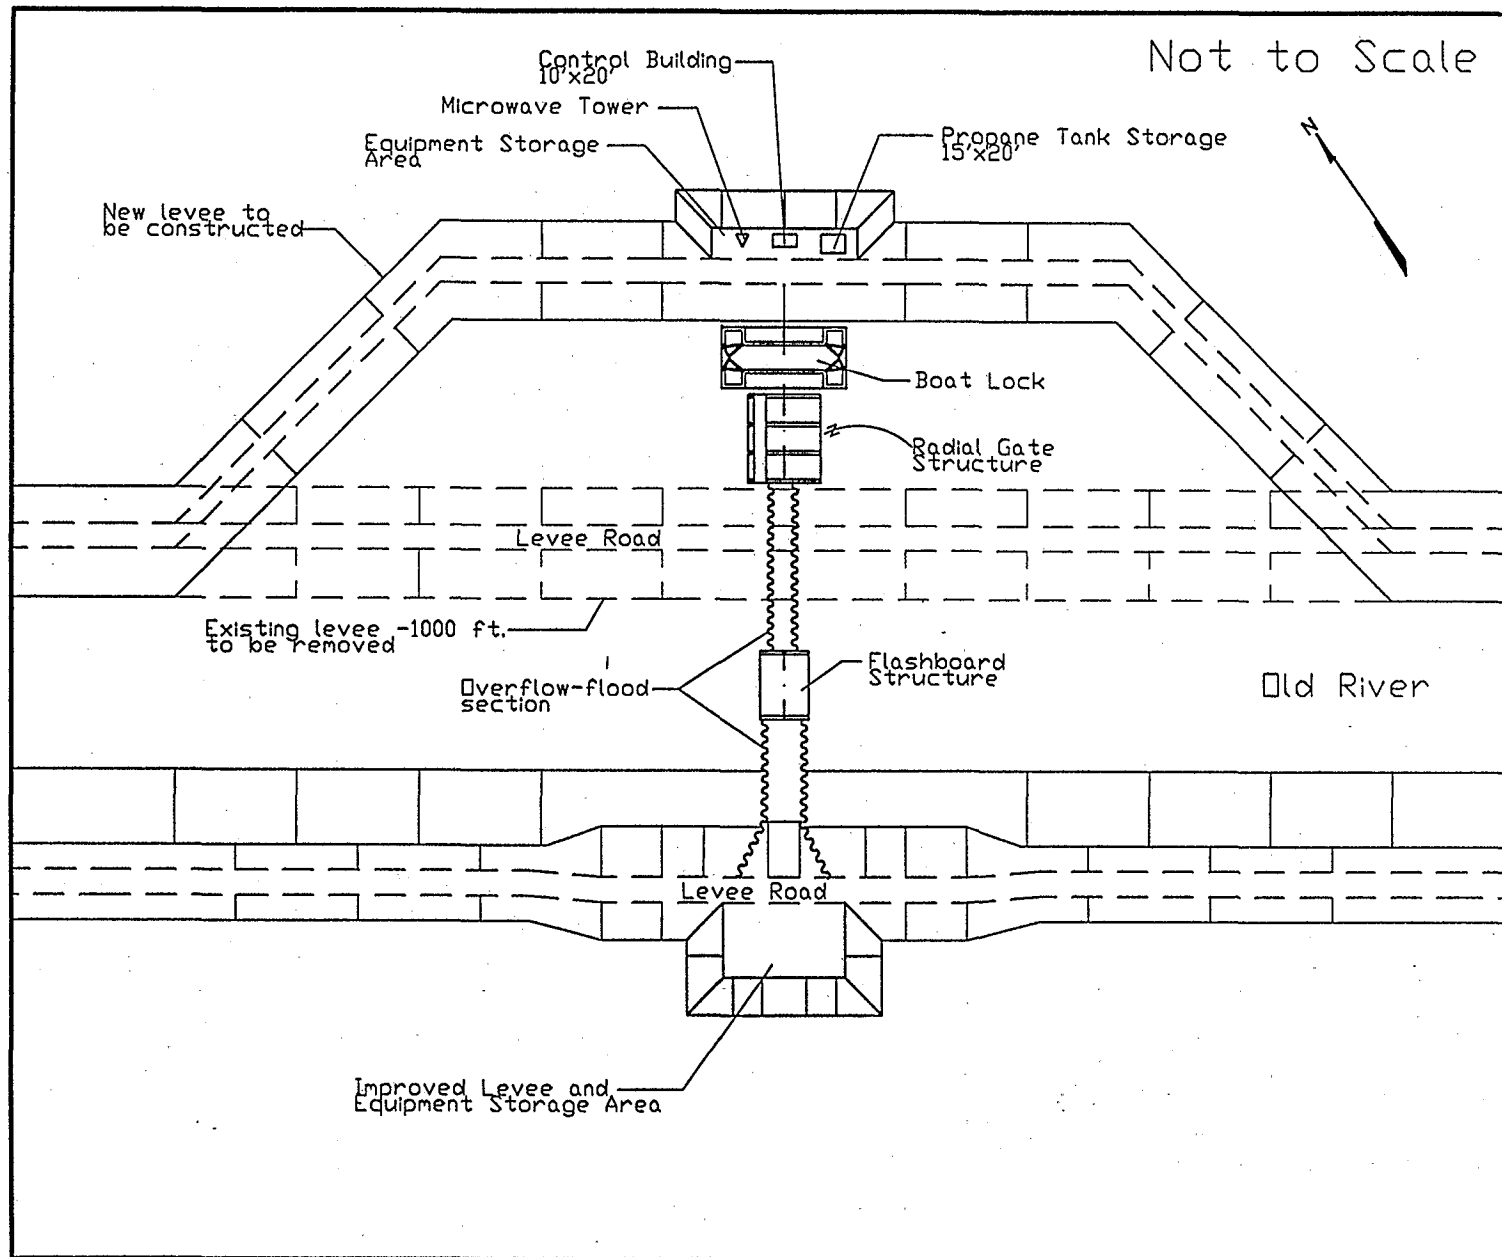 Not to Scale
Control Building
10'x20'
Microwave Tower
Equipment Storage
Area
Propane Tank Storage
15'x20'
N
New levee to
be constructed
Boat Lock
Radial Gate
Structure
Levee Road
Existing levee -1000 ft.
to be removed
Overflow-flood
section
Flashboard
Structure
Old River
Levee Road
Improved Levee and
Equipment Storage Area